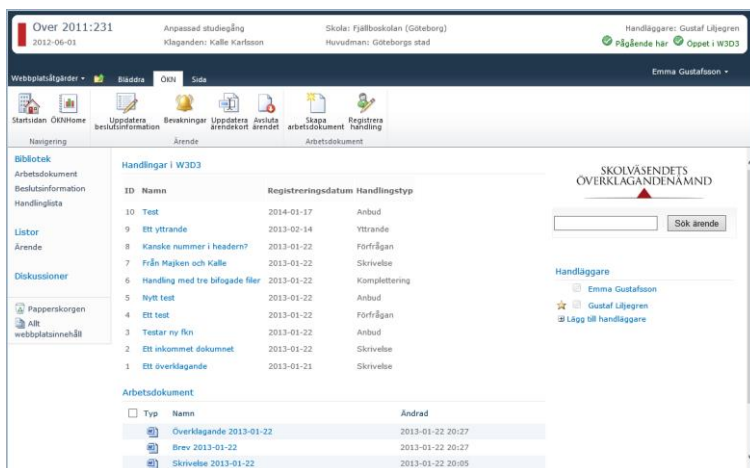 Över 2011:231
2012-06-01
Anpassad studiegång
Klaganden: Kalle Karlsson
Skola: Fjällboskolan (Göteborg)
Huvudman: Göteborgs stad
Handläggare: Gustaf Liljegren
Pågående här Öppet i W3D3
Webbplatsåtgärder
Bläddra ÖKN Sida
Emma Gustafsson
Startsidan ÖKNHome
Navigering
Uppdatera beslutsinformation
Bevakningar
Uppdatera ärendekort
Avsluta ärendet
Ärende
Skapa arbetsdokument
Registrera handling
Arbetsdokument
Bibliotek
Arbetsdokument
Beslutsinformation
Handlinglista
Listor
Ärende
Diskussioner
Papperskorgen
Allt webbplatsinnehåll
Handlingar i W3D3
ID Namn Registreringsdatum Handlingstyp
10 Test 2014-01-17 Anbud
9 Ett yttrande 2013-02-14 Yttrande
8 Kanske nummer i headern? 2013-01-22 Förfrågan
7 Från Majken och Kalle 2013-01-22 Skrivelse
6 Handling med tre bifogade filer 2013-01-22 Komplettering
5 Nytt test 2013-01-22 Anbud
4 Ett test 2013-01-22 Förfrågan
3 Testar ny fkn 2013-01-22 Anbud
2 Ett inkommet dokumnet 2013-01-22 Skrivelse
1 Ett överklagande 2013-01-21 Skrivelse
Arbetsdokument
Typ Namn Ändrad
Överklagande 2013-01-22 2013-01-22 20:27
Brev 2013-01-22 2013-01-22 20:27
Skrivelse 2013-01-22 2013-01-22 20:05
SKOLVÄSENDETS
ÖVERKLAGANDENÄMND
Sök ärende
Handläggare
Emma Gustafsson
Gustaf Liljegren
Lägg till handläggare